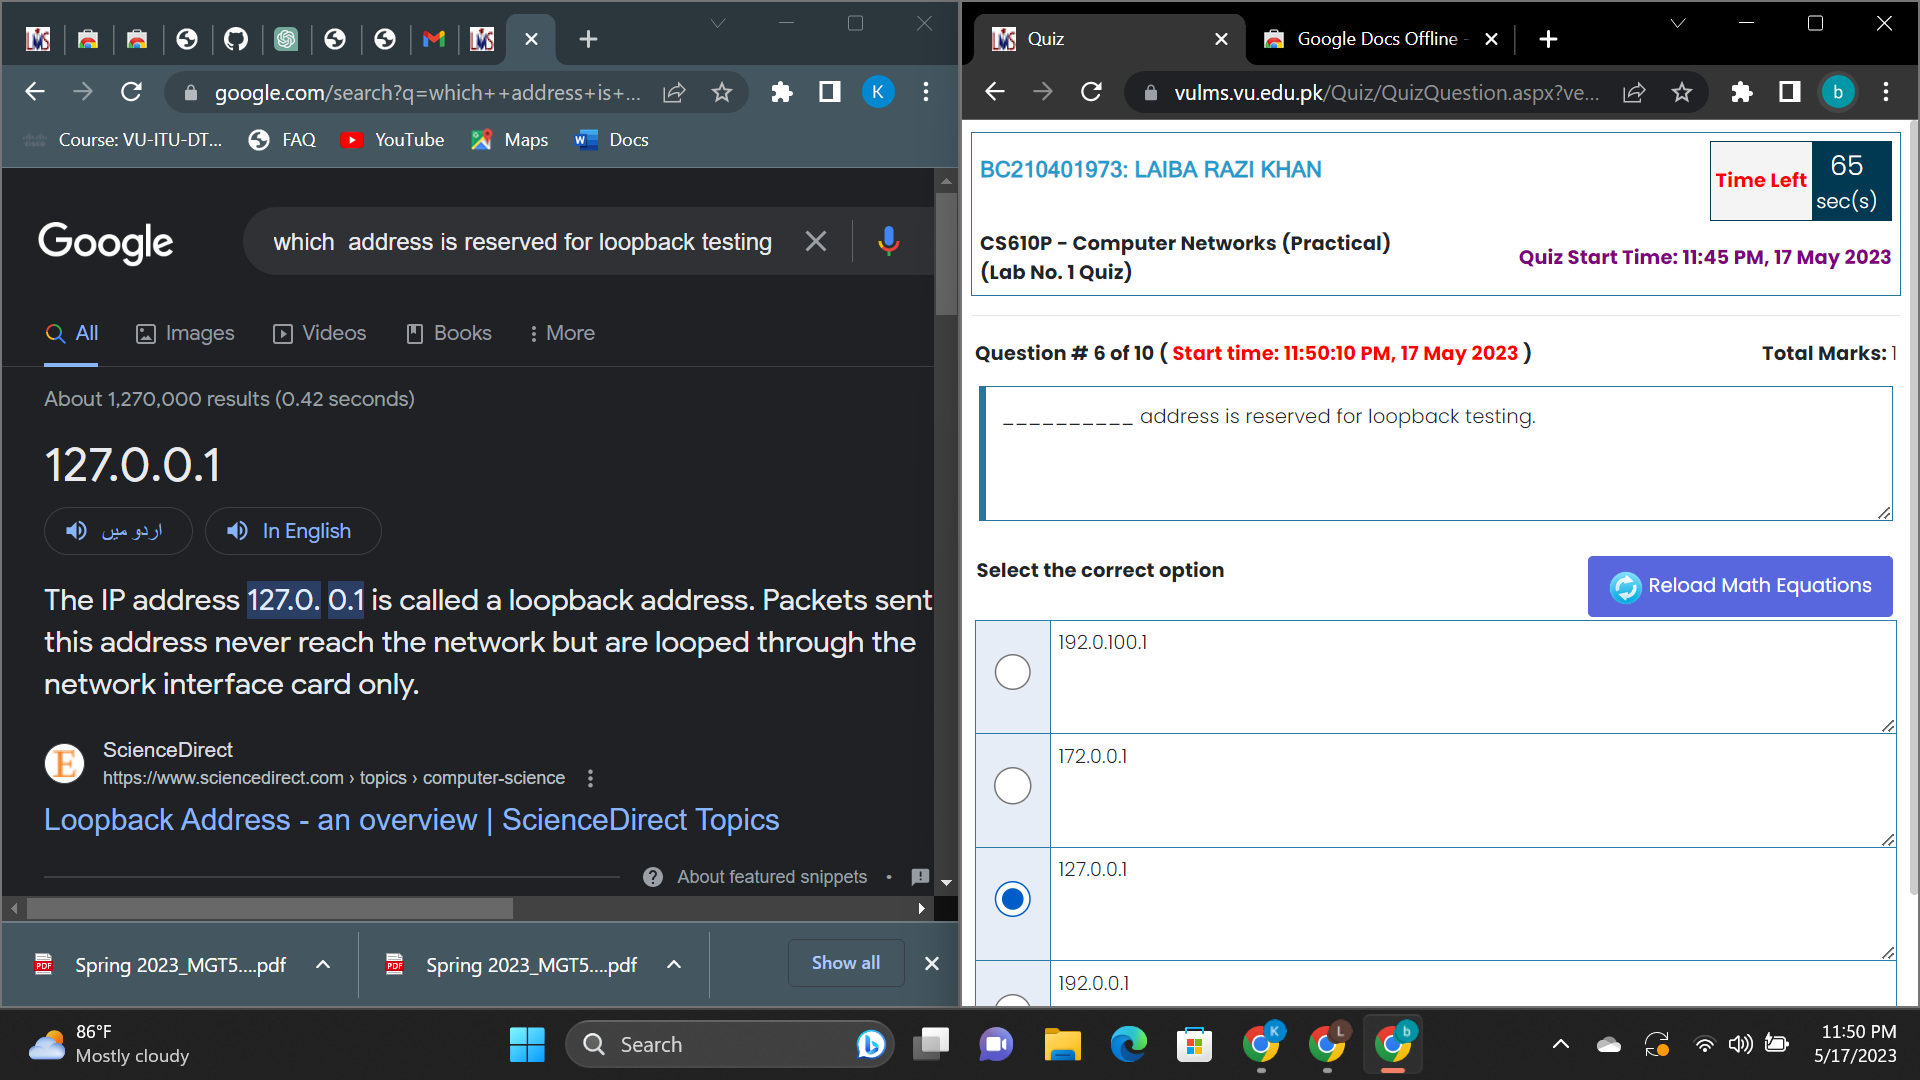 google.com/search?q=which++address+is+...
K
Course: VU-ITU-DT...
FAQ
YouTube
Maps
Docs
Google
which  address is reserved for loopback testing
All
Images
Videos
Books
More
About 1,270,000 results (0.42 seconds)
127.0.0.1
اردو میں
In English
The IP address 127.0. 0.1 is called a loopback address. Packets sent
this address never reach the network but are looped through the
network interface card only.
ScienceDirect
https://www.sciencedirect.com › topics › computer-science
Loopback Address - an overview | ScienceDirect Topics
About featured snippets
Spring 2023_MGT5....pdf
Spring 2023_MGT5....pdf
Show all
Quiz
Google Docs Offline -
vulms.vu.edu.pk/Quiz/QuizQuestion.aspx?ve...
b
BC210401973: LAIBA RAZI KHAN
Time Left
65
sec(s)
CS610P - Computer Networks (Practical)
(Lab No. 1 Quiz)
Quiz Start Time: 11:45 PM, 17 May 2023
Question # 6 of 10 ( Start time: 11:50:10 PM, 17 May 2023 )
Total Marks: 1
__________ address is reserved for loopback testing.
Select the correct option
Reload Math Equations
192.0.100.1
172.0.0.1
127.0.0.1
192.0.0.1
86°F
Mostly cloudy
Search
K
L
b
11:50 PM
5/17/2023